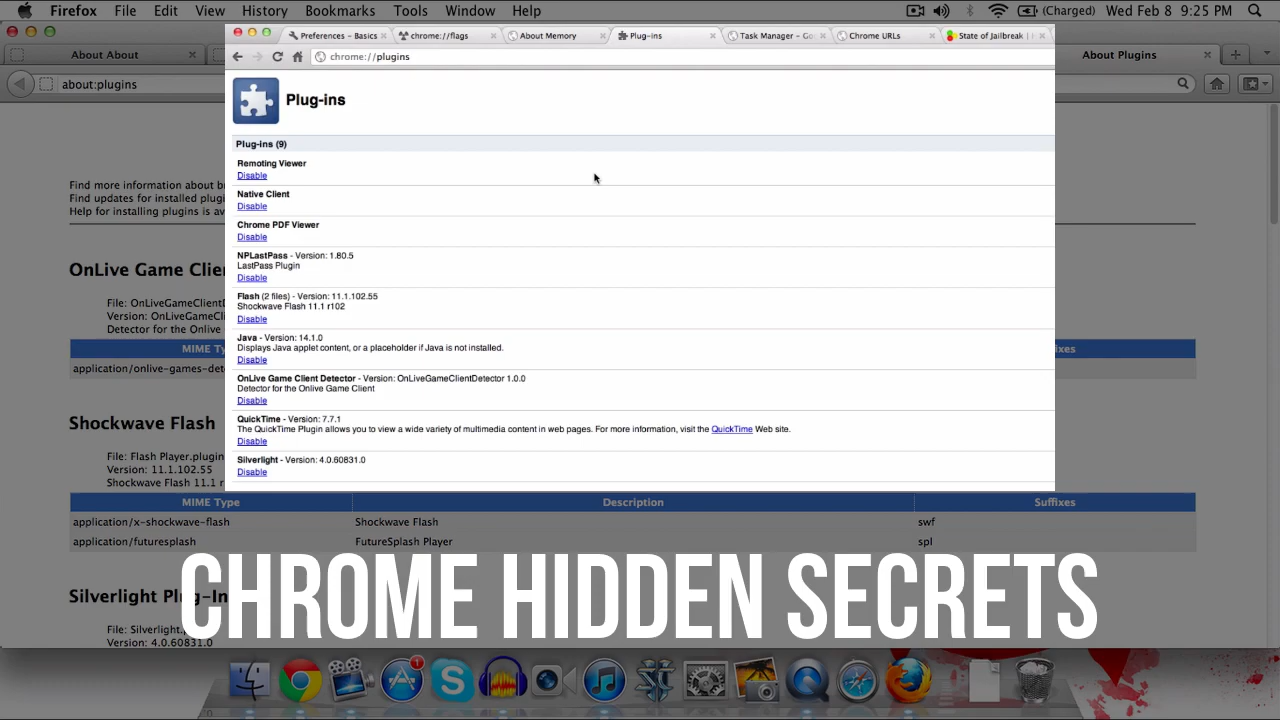 Firefox File Edit View History Bookmarks Tools Window Help (Charged) Wed Feb 8 9:25 PM
About About
About Plugins
about:plugins
Preferences - Basics
chrome://flags
About Memory
Plug-ins
Task Manager - Go
Chrome URLs
State of Jailbreak
chrome://plugins
Plug-ins
Plug-ins (9)
Remoting Viewer
Disable
Native Client
Disable
Chrome PDF Viewer
Disable
NPLastPass - Version: 1.80.5
LastPass Plugin
Disable
Flash (2 files) - Version: 11.1.102.55
Shockwave Flash 11.1 r102
Disable
Java - Version: 14.1.0
Displays Java applet content, or a placeholder if Java is not installed.
Disable
OnLive Game Client Detector - Version: OnLiveGameClientDetector 1.0.0
Detector for the Onlive Game Client
Disable
QuickTime - Version: 7.7.1
The QuickTime Plugin allows you to view a wide variety of multimedia content in web pages. For more information, visit the QuickTime Web site.
Disable
Silverlight - Version: 4.0.60831.0
Disable
Find more information about
Find updates for installed plugin
Help for installing plugins is
OnLive Game Clie
File: OnLiveGameClientD
Version: OnLiveGameClien
Detector for the Onlive
MIME Ty
xes
application/onlive-games-det
Shockwave Flash
File: Flash Player.plugin
Version: 11.1.102.55
Shockwave Flash 11.1 r
MIME Type Description Suffixes
application/x-shockwave-flash Shockwave Flash swf
application/futuresplash FutureSplash Player spl
Silverlight Plug-In
File: Silverlight.
Version: 4.0.60831.0
CHROME HIDDEN SECRETS
1